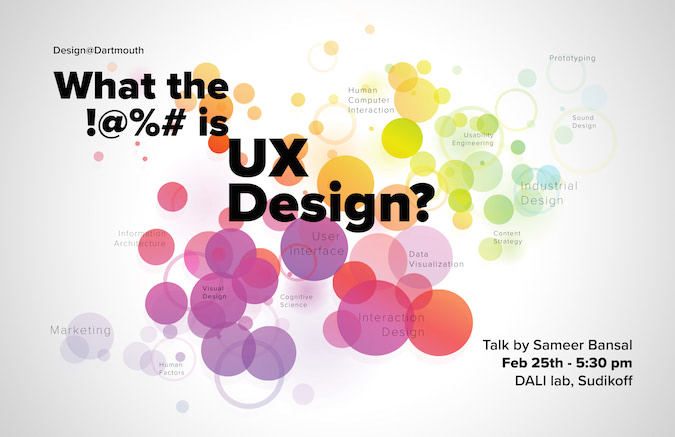 Design@Dartmouth
What the
!@%# is
UX
Design?
Prototyping
Human
Computer
Interaction
Sound
Design
Usability
Engineering
Industrial
Design
Information
Architecture
User
Interface
Content
Strategy
Data
Visualization
Visual
Design
Cognitive
Science
Interaction
Design
Marketing
Human
Factors
Talk by Sameer Bansal
Feb 25th - 5:30 pm
DALI lab, Sudikoff